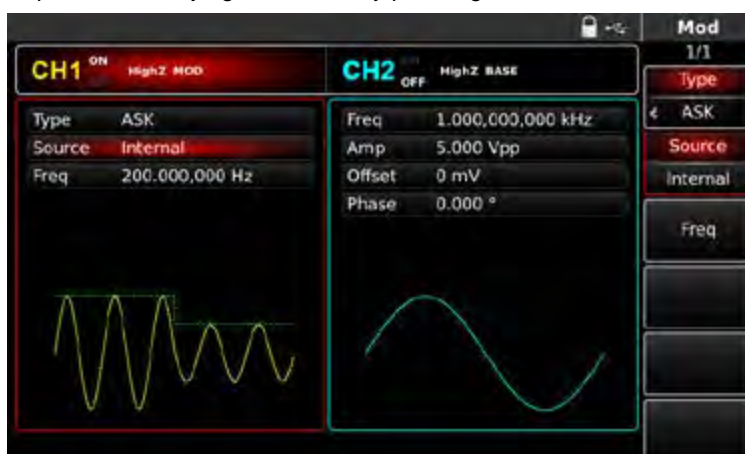 Mod
1/1
CH1 ON HighZ MOD
CH2 OFF HighZ BASE
Type
ASK
Source
Internal
Freq
Type ASK
Source Internal
Freq 200.000,000 Hz
Freq 1.000,000,000 kHz
Amp 5.000 Vpp
Offset 0 mV
Phase 0.000 °